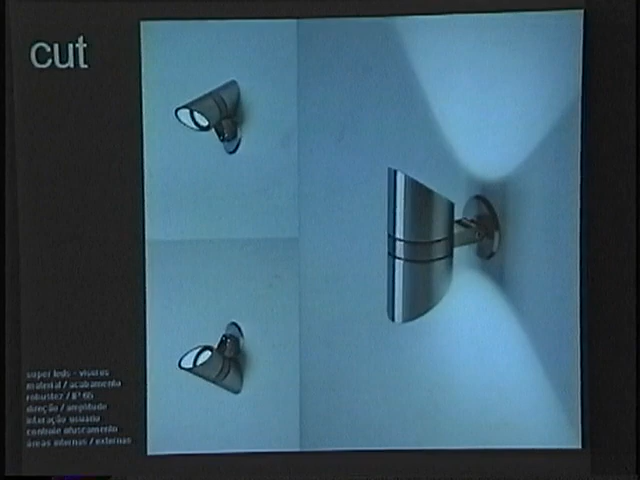 cut
super leds - visores
material / acabamento
robustez / IP 65
direção / amplitude
interação usuário
controle ofuscamento
áreas internas / externas